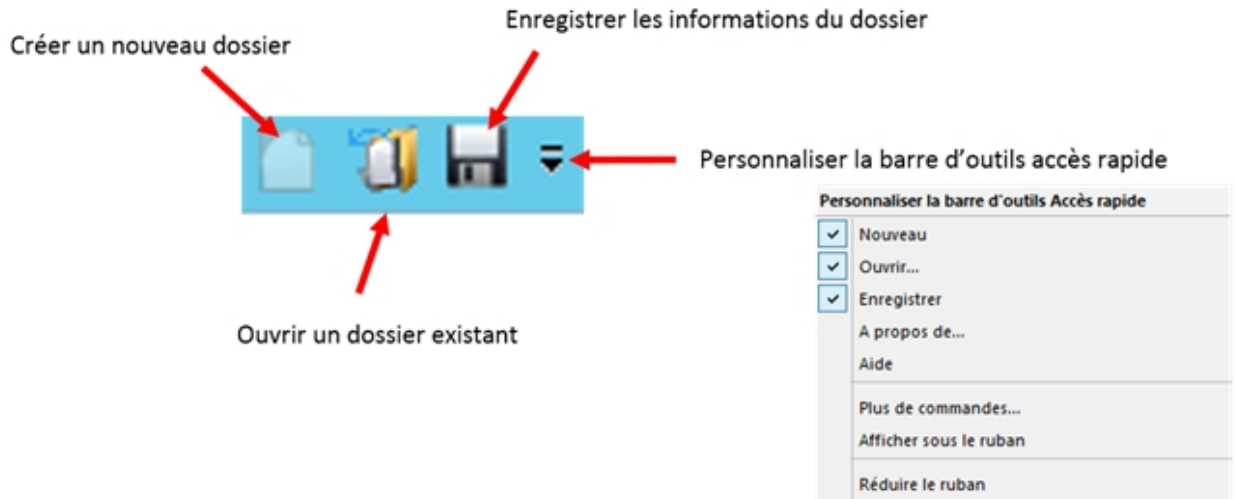 Enregistrer les informations du dossier
Créer un nouveau dossier
Personnaliser la barre d'outils accès rapide
Personnaliser la barre d'outils Accès rapide
Nouveau
Ouvrir...
Enregistrer
A propos de...
Aide
Plus de commandes...
Afficher sous le ruban
Réduire le ruban
Ouvrir un dossier existant